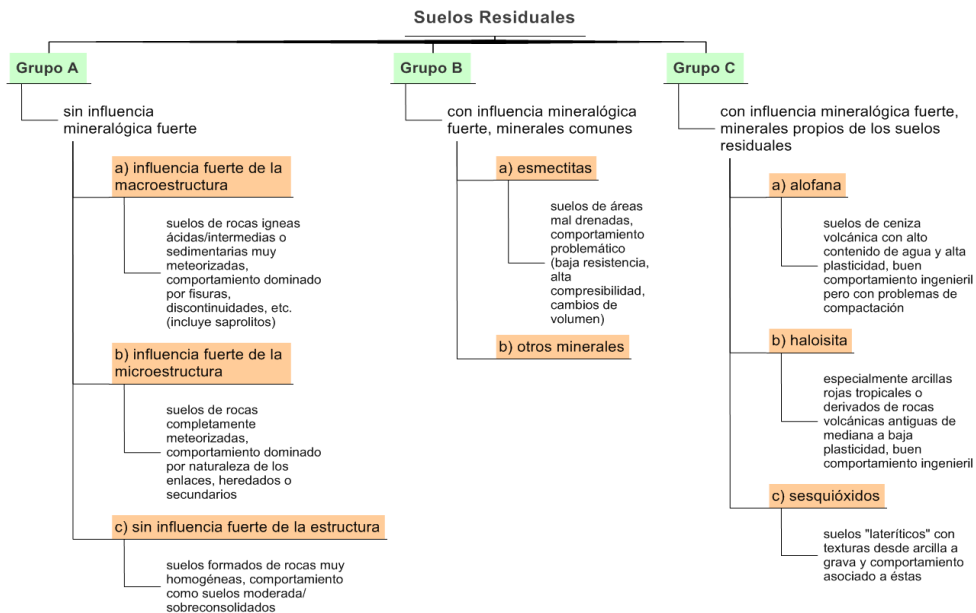 Suelos Residuales
Grupo A
sin influencia
mineralógica fuerte
a) influencia fuerte de la
macroestructura
suelos de rocas igneas
ácidas/intermedias o
sedimentarias muy
meteorizadas,
comportamiento dominado
por fisuras,
discontinuidades, etc.
(incluye saprolitos)
b) influencia fuerte de la
microestructura
suelos de rocas
completamente
meteorizadas,
comportamiento dominado
por naturaleza de los
enlaces, heredados o
secundarios
c) sin influencia fuerte de la estructura
suelos formados de rocas muy
homogéneas, comportamiento
como suelos moderada/
sobreconsolidados
Grupo B
con influencia mineralógica
fuerte, minerales comunes
a) esmectitas
suelos de áreas
mal drenadas,
comportamiento
problemático
(baja resistencia,
alta
compresibilidad,
cambios de
volumen)
b) otros minerales
Grupo C
con influencia mineralógica fuerte,
minerales propios de los suelos
residuales
a) alofana
suelos de ceniza
volcánica con alto
contenido de agua y alta
plasticidad, buen
comportamiento ingenieril
pero con problemas de
compactación
b) haloisita
especialmente arcillas
rojas tropicales o
derivados de rocas
volcánicas antiguas de
mediana a baja
plasticidad, buen
comportamiento ingenieril
c) sesquióxidos
suelos "lateríticos" con
texturas desde arcilla a
grava y comportamiento
asociado a éstas